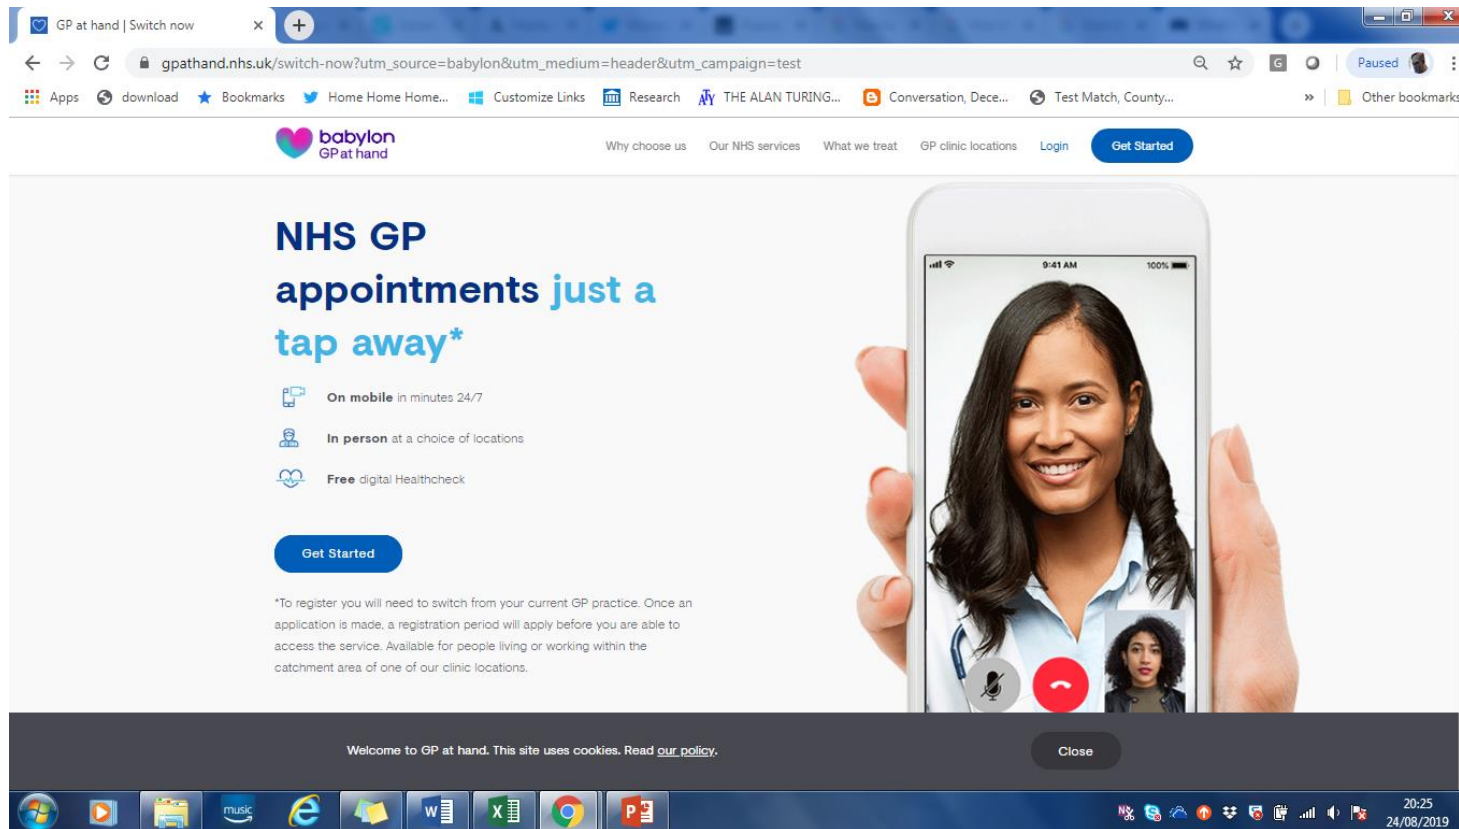 GP at hand | Switch now
gpathand.nhs.uk/switch-now?utm_source=babylon&utm_medium=header&utm_campaign=test
Paused
Apps download Bookmarks Home Home Home... Customize Links Research THE ALAN TURING... Conversation, Dece... Test Match, County... » Other bookmarks
babylon
GP at hand
Why choose us Our NHS services What we treat GP clinic locations Login Get Started
NHS GP
appointments just a
tap away*
On mobile in minutes 24/7
In person at a choice of locations
Free digital Healthcheck
Get Started
*To register you will need to switch from your current GP practice. Once an
application is made, a registration period will apply before you are able to
access the service. Available for people living or working within the
catchment area of one of our clinic locations.
9:41 AM 100%
Welcome to GP at hand. This site uses cookies. Read our policy.
Close
music
20:25
24/08/2019